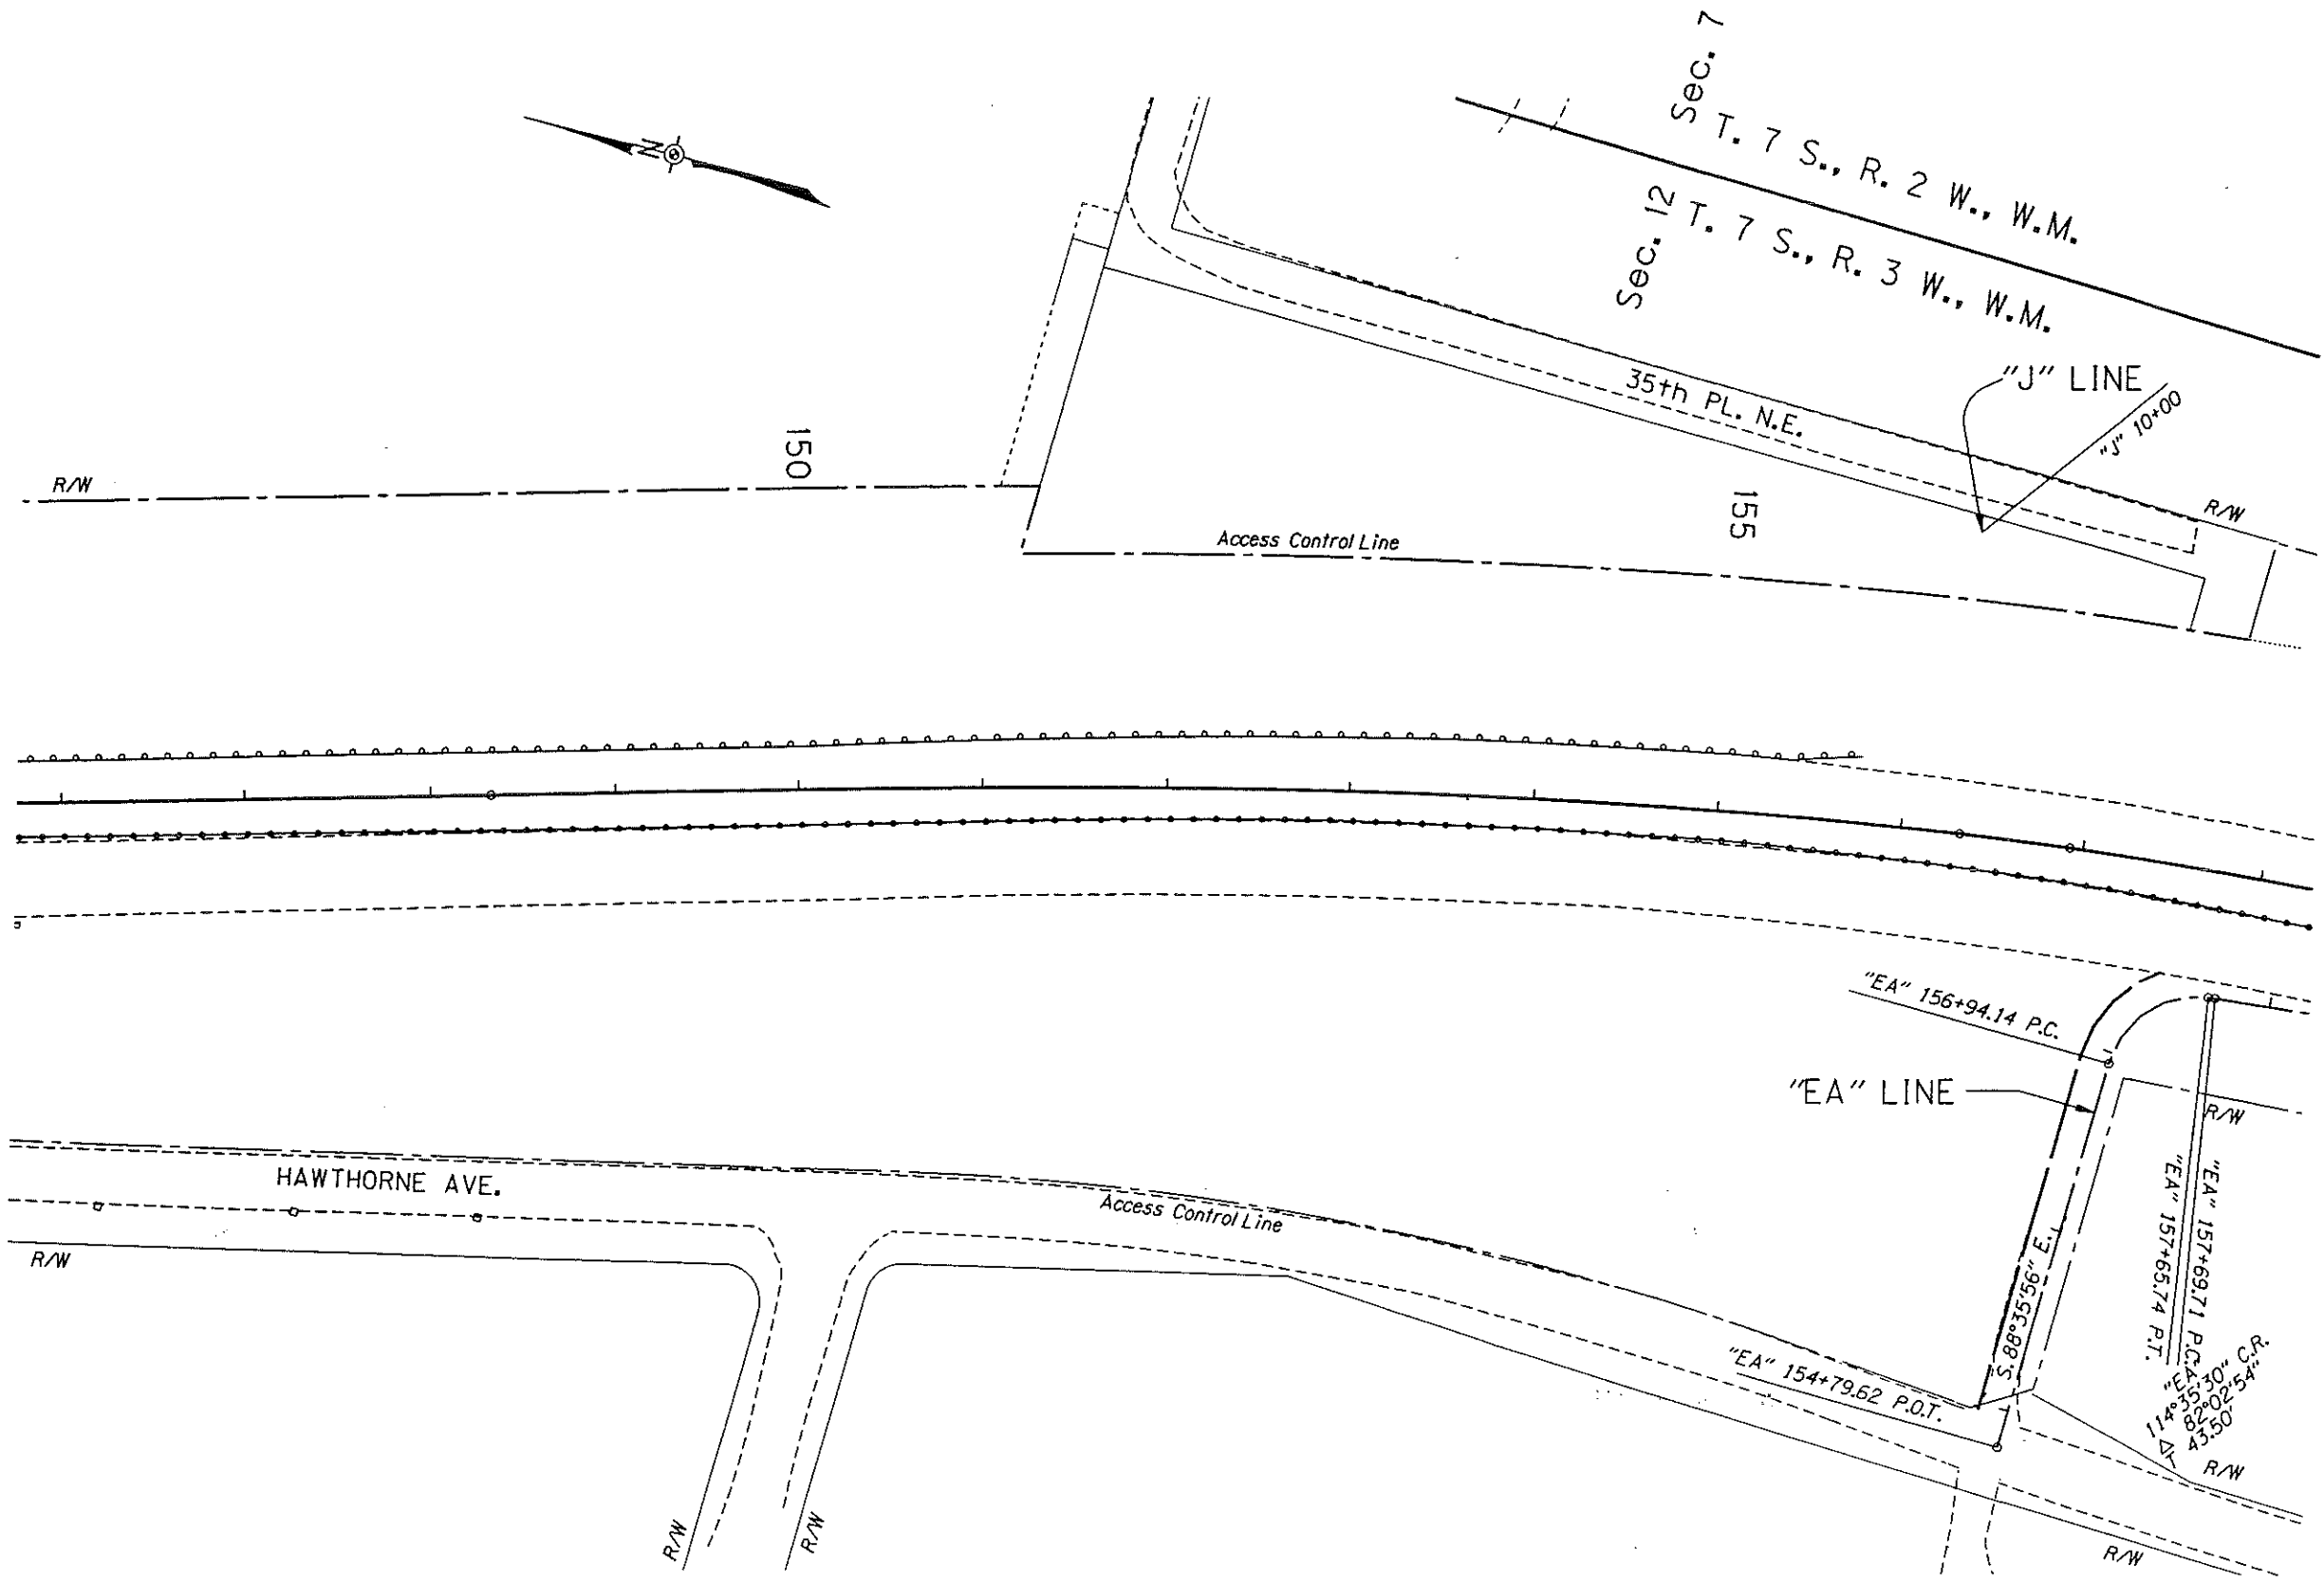 Sec. 7
T. 7 S., R. 2 W., W.M.
Sec. 12
T. 7 S., R. 3 W., W.M.
N
"J" LINE
"J" 10+00
35th PL. N.E.
150
155
R/W
R/W
Access Control Line
"EA" 156+94.14 P.C.
"EA" LINE
R/W
HAWTHORNE AVE.
Access Control Line
R/W
S. 88°35'56" E.
"EA" 157+65.74 P.T.
"EA" 157+69.71 P.C.
"EA"
114°35'30" C.R.
Δ 82°02'54"
T 43.50'
"EA" 154+79.62 P.O.T.
R/W
R/W
R/W
R/W